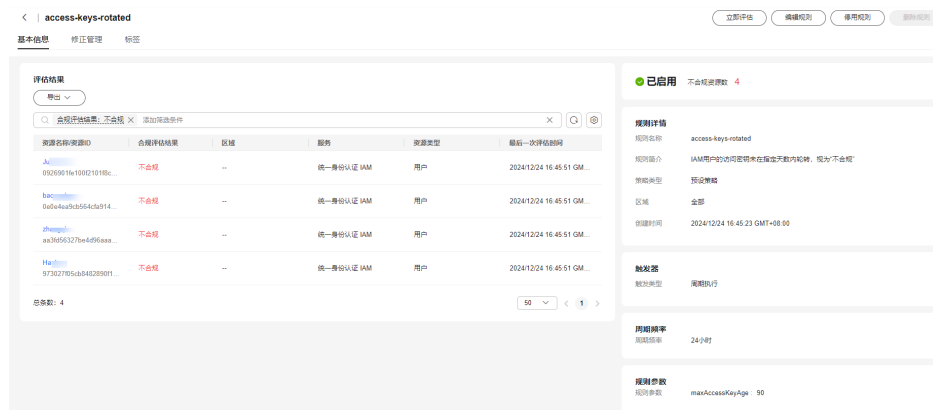 access-keys-rotated
立即评估 编辑规则 停用规则 删除规则
基本信息 修正管理 标签
评估结果
导出
合规评估结果: 不合规 添加筛选条件
资源名称/资源ID 合规评估结果 区域 服务 资源类型 最后一次评估时间
Ju
0926901fe100f2101f8c... 不合规 -- 统一身份认证 IAM 用户 2024/12/24 16:45:51 GM...
0e0e4ea9cb564cfa914... 不合规 -- 统一身份认证 IAM 用户 2024/12/24 16:45:51 GM...
aa3fd56327be4d96aaa... 不合规 -- 统一身份认证 IAM 用户 2024/12/24 16:45:51 GM...
Ha
973027f05cb8482890f1... 不合规 -- 统一身份认证 IAM 用户 2024/12/24 16:45:51 GM...
总条数: 4
50 1
已启用 不合规资源数 4
规则详情
规则名称 access-keys-rotated
规则简介 IAM用户的访问密钥未在指定天数内轮转，视为“不合规”
策略类型 预设策略
区域 全部
创建时间 2024/12/24 16:45:23 GMT+08:00
触发器
触发类型 周期执行
周期频率
周期频率 24小时
规则参数
规则参数 maxAccessKeyAge : 90